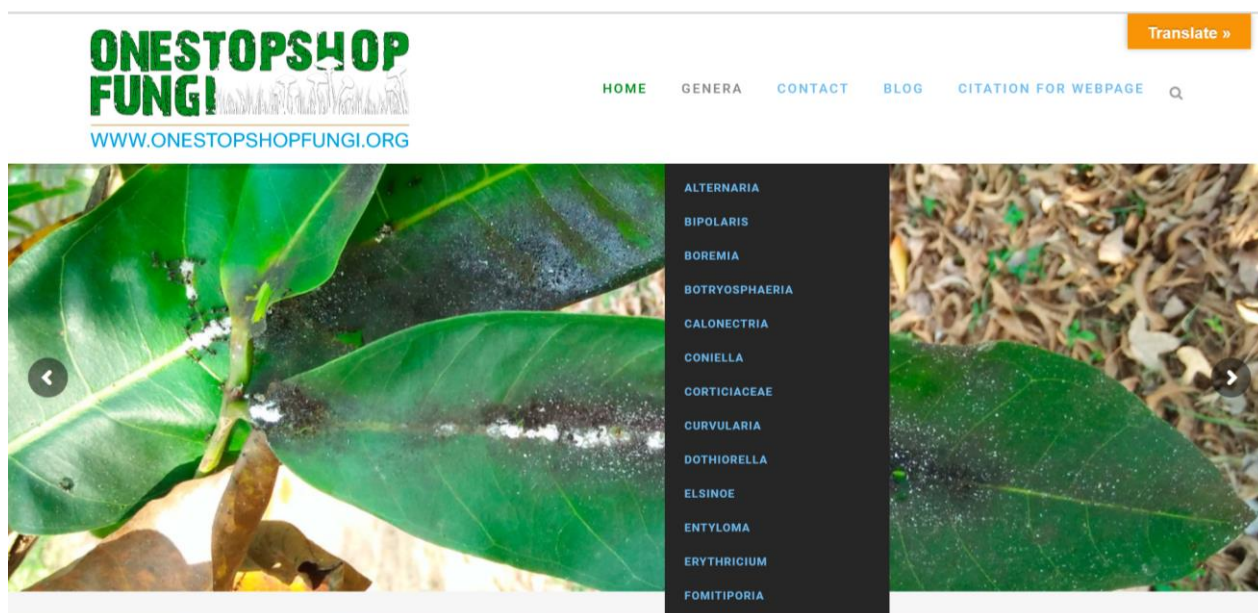 Translate »
ONESTOPSHOP
FUNGI
WWW.ONESTOPSHOPFUNGI.ORG
HOME GENERA CONTACT BLOG CITATION FOR WEBPAGE
ALTERNARIA
BIPOLARIS
BOREMIA
BOTRYOSPHAERIA
CALONECTRIA
CONIELLA
CORTICIACEAE
CURVULARIA
DOTHIORELLA
ELSINOE
ENTYLOMA
ERYTHRICIUM
FOMITIPORIA